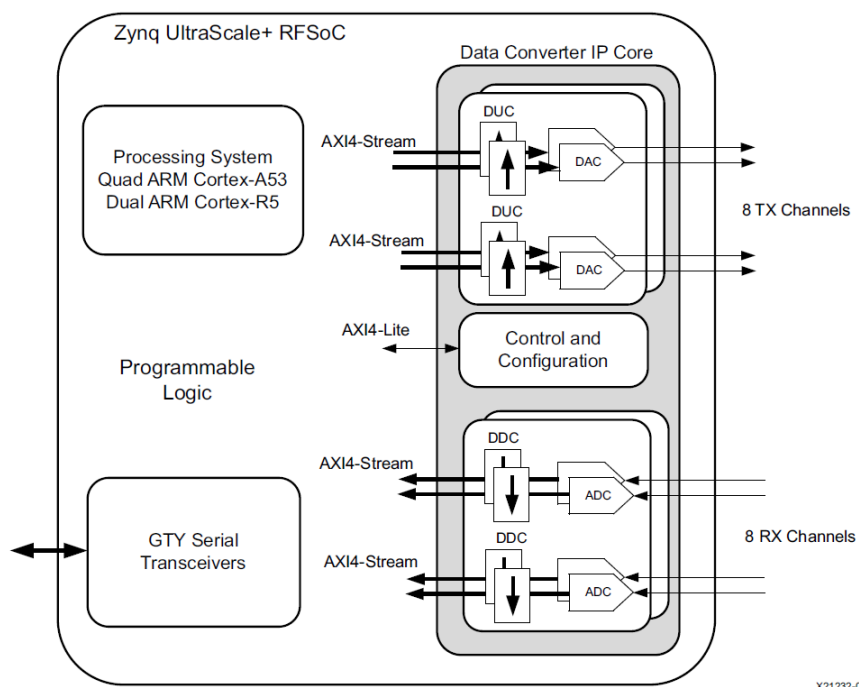 Zynq UltraScale+ RFSoC
Data Converter IP Core
Processing System
Quad ARM Cortex-A53
Dual ARM Cortex-R5
AXI4-Stream
DUC
DAC
AXI4-Stream
DUC
DAC
8 TX Channels
AXI4-Lite
Control and
Configuration
Programmable
Logic
AXI4-Stream
DDC
ADC
AXI4-Stream
DDC
ADC
8 RX Channels
GTY Serial
Transceivers